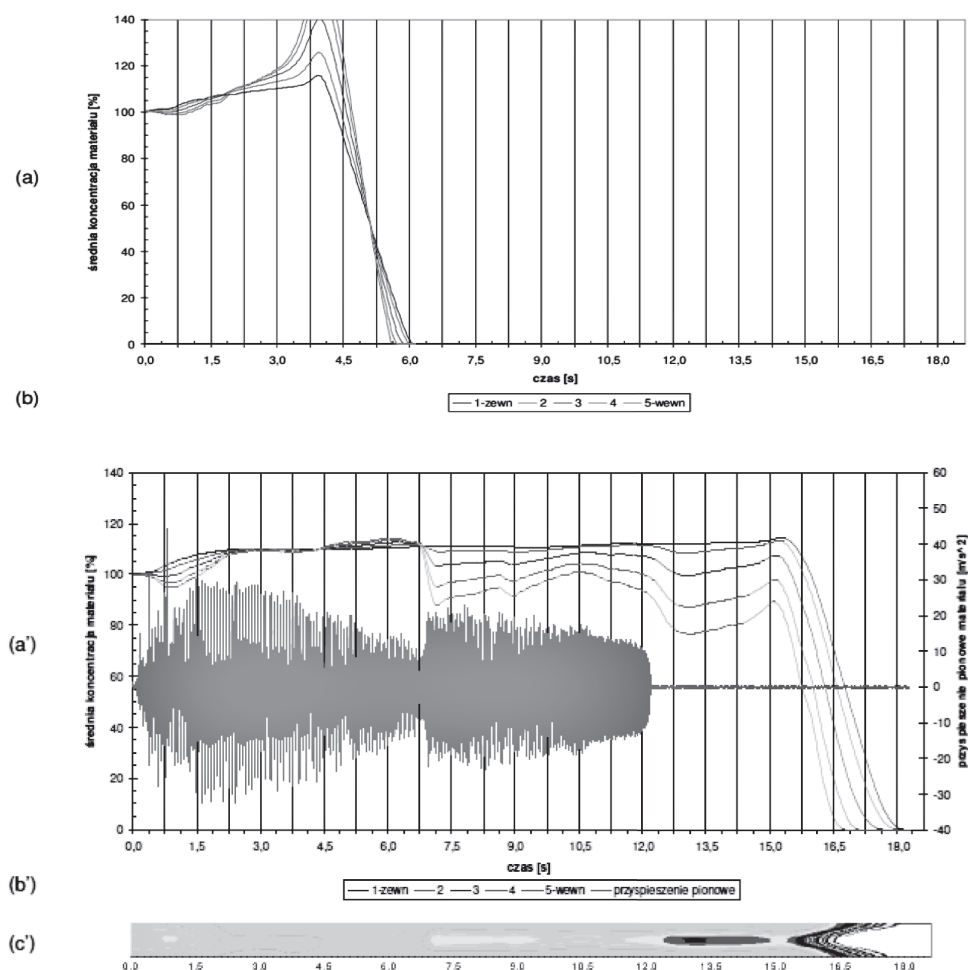 (a)
średnia koncentracja materiału [%]
140
120
100
80
60
40
20
0
0,0 1,5 3,0 4,5 6,0 7,5 9,0 10,5 12,0 13,5 15,0 16,5 18,0
czas [s]
(b)
1-zewn 2 3 4 5-wewn
(a')
średnia koncentracja materiału [%]
140
120
100
80
60
40
20
0
60
50
40
30
20
10
0
-10
-20
-30
-40
przyspieszenie pionowe materiału [m/s^2]
0,0 1,5 3,0 4,5 6,0 7,5 9,0 10,5 12,0 13,5 15,0 16,5 18,0
czas [s]
(b')
1-zewn 2 3 4 5-wewn przyspieszenie pionowe
(c')
0.0 1.5 3.0 4.5 6.0 7.5 9.0 10.5 12.0 13.5 15.0 16.5 18.0